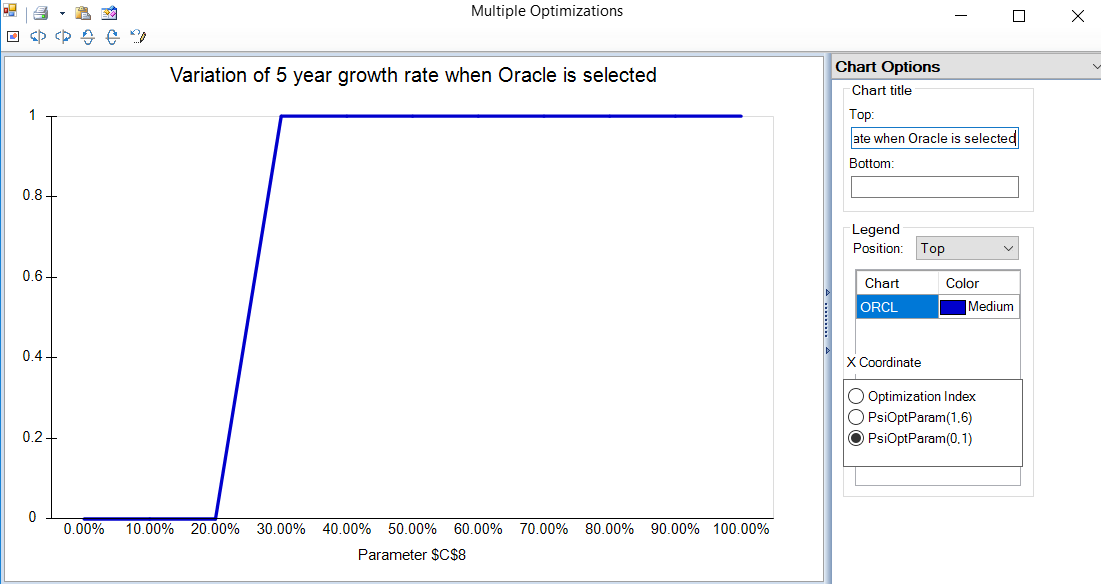 Multiple Optimizations
Variation of 5 year growth rate when Oracle is selected
1
0.8
0.6
0.4
0.2
0
0.00% 10.00% 20.00% 30.00% 40.00% 50.00% 60.00% 70.00% 80.00% 90.00% 100.00%
Parameter $C$8
Chart Options
Chart title
Top:
ate when Oracle is selected
Bottom:
Legend
Position: Top
Chart Color
ORCL Medium
X Coordinate
Optimization Index
PsiOptParam(1,6)
PsiOptParam(0,1)